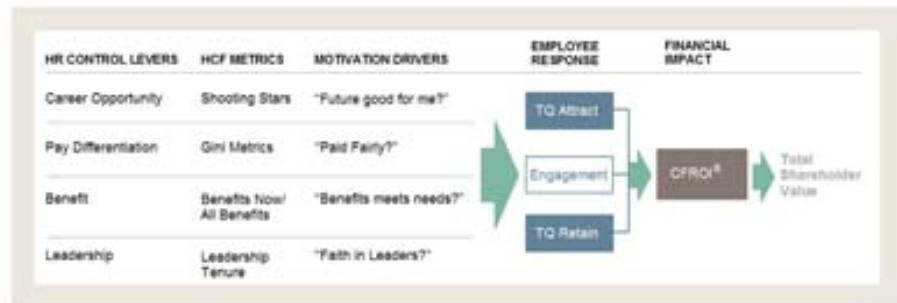 HR CONTROL LEVERS HCF METRICS MOTIVATION DRIVERS EMPLOYEE RESPONSE FINANCIAL IMPACT
Career Opportunity Shooting Stars "Future good for me?"
Pay Differentiation Gini Metrics "Paid Fairly?"
Benefit Benefits Now/ "Benefits meets needs?"
All Benefits
Leadership Leadership "Faith in Leaders?"
Tenure
TQ Attract
Engagement
TQ Retain
CFROI®
Total
Shareholder
Value